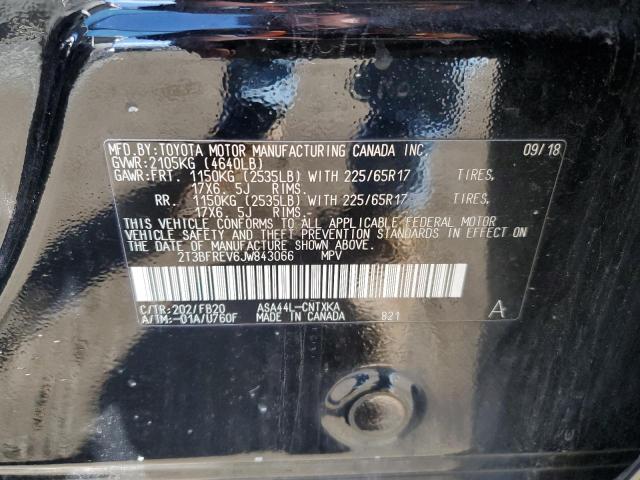 MFD.BY:TOYOTA MOTOR MANUFACTURING CANADA INC. 09/18
GVWR:2105KG (4640LB)
GAWR:FRT. 1150KG (2535LB) WITH 225/65R17 TIRES,
17X6.5J RIMS.
RR. 1150KG (2535LB) WITH 225/65R17 TIRES,
17X6.5J RIMS.
THIS VEHICLE CONFORMS TO ALL APPLICABLE FEDERAL MOTOR
VEHICLE SAFETY AND THEFT PREVENTION STANDARDS IN EFFECT
ON THE DATE OF MANUFACTURE SHOWN ABOVE.
2T3BFREV6JW843066 MPV
C/TR:202/FB20 ASA44L-CNTXKA
A/TM:-01A/U760F MADE IN CANADA 821 A